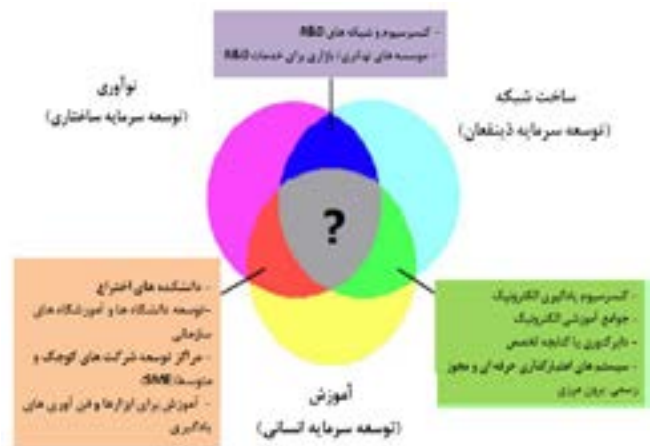 - کنسرسیوم و شبکه های R&D
- موسسه های نوآوری/ بازاری برای خدمات R&D
نوآوری
(توسعه سرمایه ساختاری)
ساخت شبکه
(توسعه سرمایه ذینفعان)
?
- دانشکده های اختراع
-توسعه دانشگاه ها و آموزشگاه های
سازمانی
- مراکز توسعه شرکت های کوچک و
متوسط SME
- آموزش برای ابزارها و فن آوری های
یادگیری
- کنسرسیوم یادگیری الکترونیک
- جوامع آموزشی الکترونیک
- دایرکتوری یا کتابچه تخصص
- سیستم های اعتبارگذاری حرفه ای و مجوز
رسمی برون مرزی
آموزش
(توسعه سرمایه انسانی)